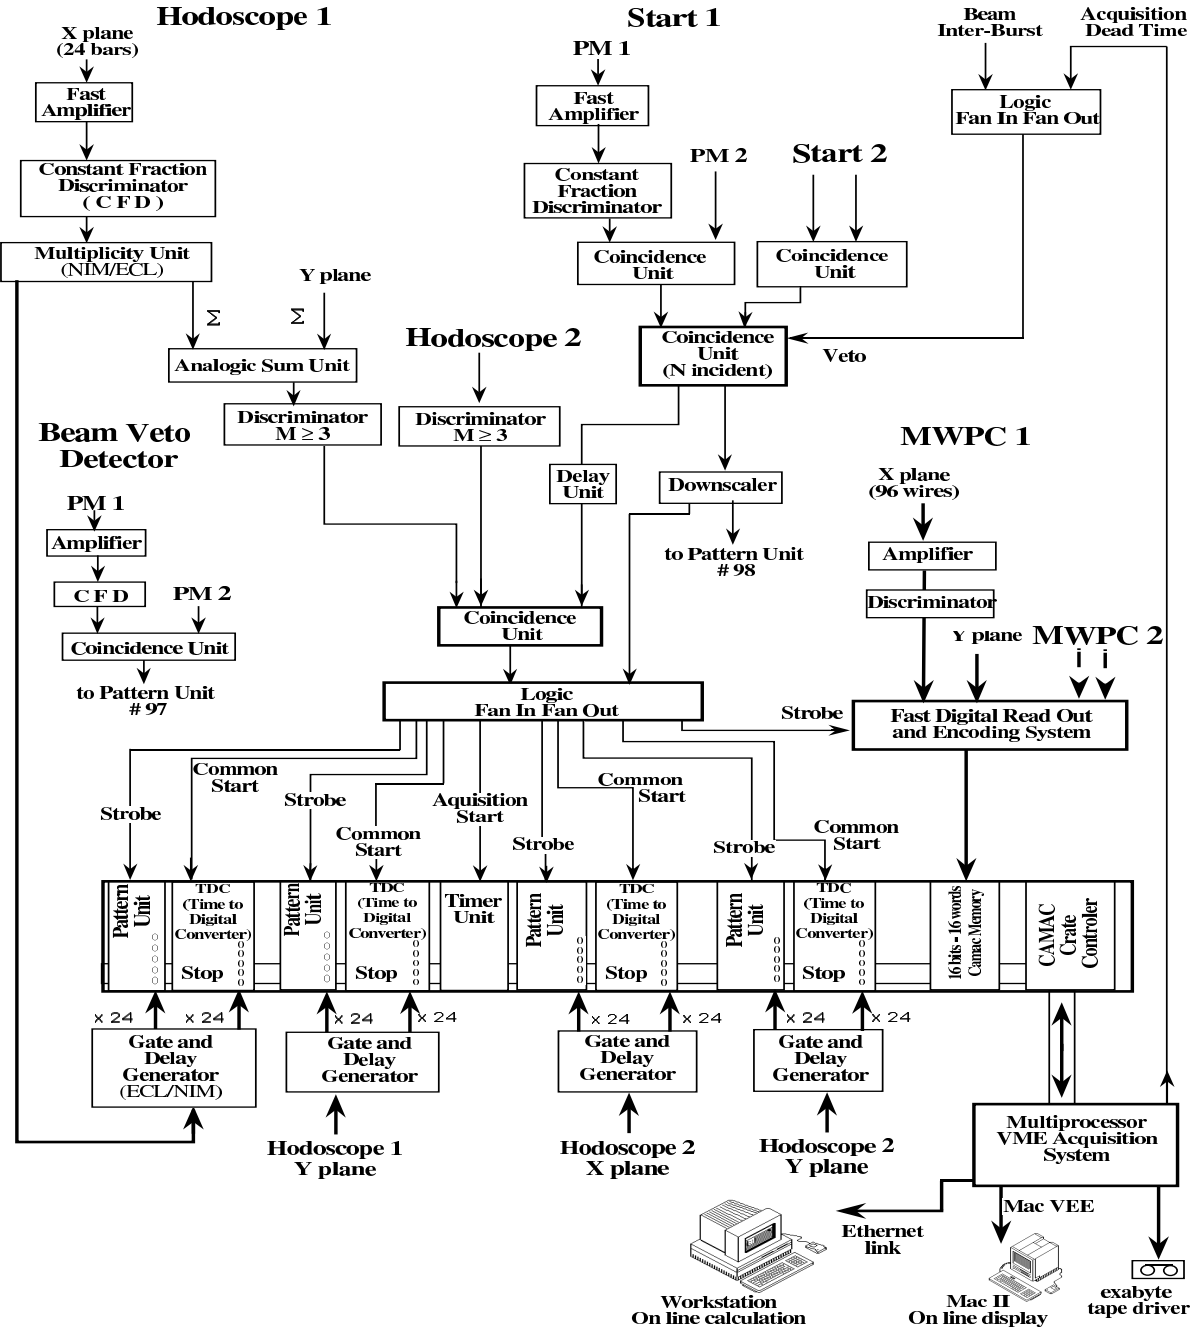 Hodoscope 1
X plane
(24 bars)
Fast
Amplifier
Constant Fraction
Discriminator
( C F D )
Multiplicity Unit
(NIM/ECL)
Σ
Σ
Y plane
Analogic Sum Unit
Discriminator
M ≥ 3
Hodoscope 2
Discriminator
M ≥ 3
Start 1
PM 1
Fast
Amplifier
Constant
Fraction
Discriminator
PM 2
Coincidence
Unit
Start 2
Coincidence
Unit
Beam
Inter-Burst
Acquisition
Dead Time
Logic
Fan In Fan Out
Coincidence
Unit
(N incident)
Veto
Beam Veto
Detector
PM 1
Amplifier
C F D
PM 2
Coincidence Unit
to Pattern Unit
# 97
Delay
Unit
Downscaler
to Pattern Unit
# 98
Coincidence
Unit
Logic
Fan In Fan Out
MWPC 1
X plane
(96 wires)
Amplifier
Discriminator
Y plane
MWPC 2
Strobe
Fast Digital Read Out
and Encoding System
Strobe
Common
Start
Strobe
Common
Start
Aquisition
Start
Strobe
Common
Start
Strobe
Common
Start
Pattern
Unit
TDC
(Time to
Digital
Converter)
Stop
Pattern
Unit
TDC
(Time to
Digital
Converter)
Stop
Timer
Unit
Pattern
Unit
TDC
(Time to
Digital
Converter)
Stop
Pattern
Unit
TDC
(Time to
Digital
Converter)
Stop
16 bits - 16 words
Camac Memory
CAMAC
Crate
Controler
x 24
x 24
x 24
x 24
x 24
x 24
x 24
x 24
Gate and
Delay
Generator
(ECL/NIM)
Gate and
Delay
Generator
Gate and
Delay
Generator
Gate and
Delay
Generator
Hodoscope 1
Y plane
Hodoscope 2
X plane
Hodoscope 2
Y plane
Multiprocessor
VME Acquisition
System
Mac VEE
Ethernet
link
Workstation
On line calculation
Mac II
On line display
exabyte
tape driver